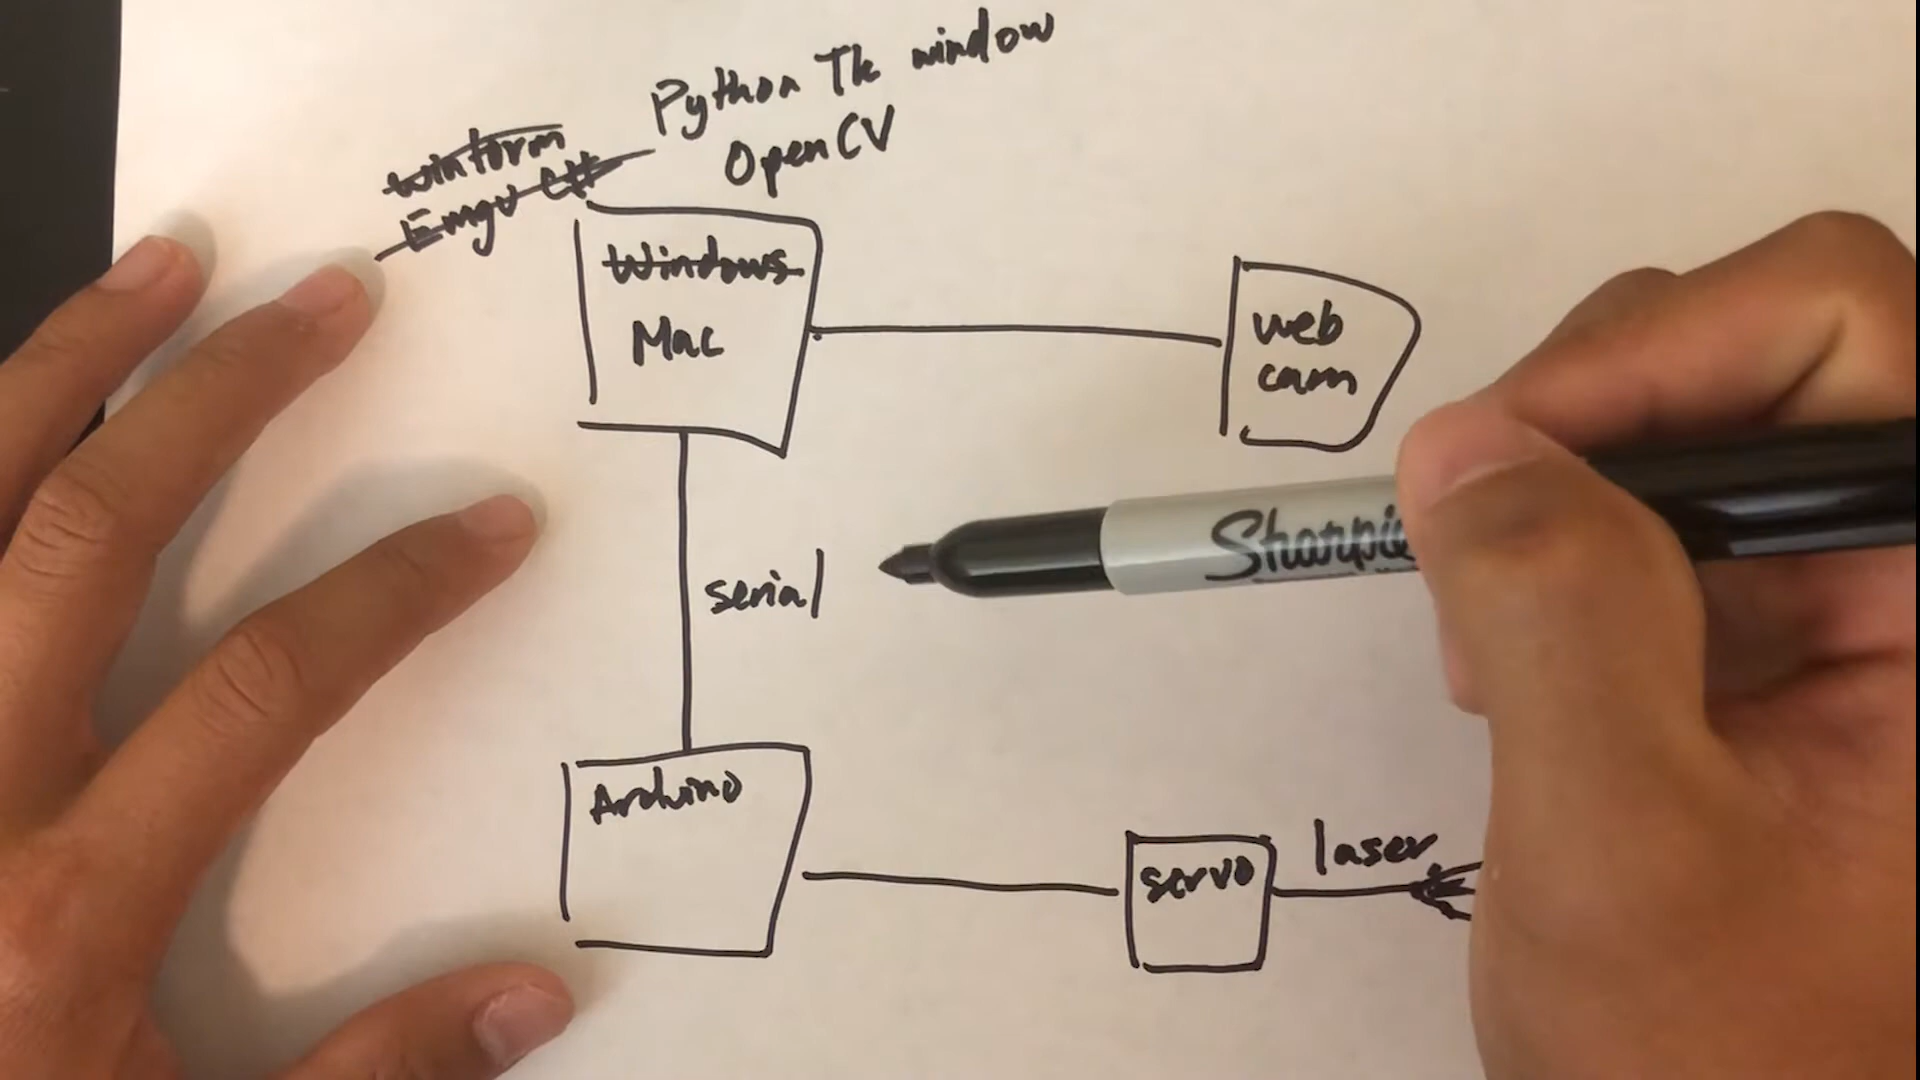 Python Tk window
OpenCV
winform
Emgu C#
Windows
Mac
web
cam
serial
Sharpie
Arduino
servo
laser